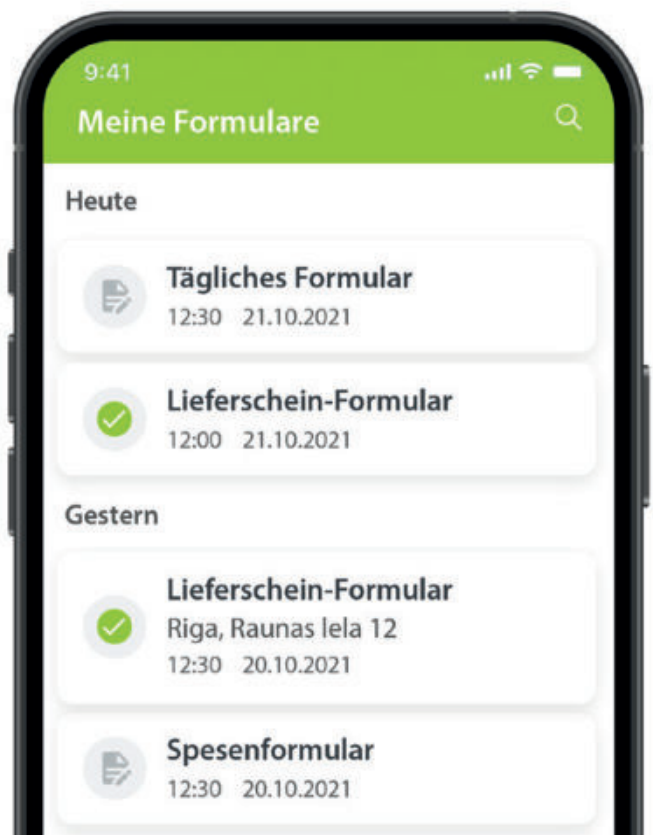 9:41
Meine Formulare
Heute
Tägliches Formular
12:30 21.10.2021
Lieferschein-Formular
12:00 21.10.2021
Gestern
Lieferschein-Formular
Riga, Raunas lela 12
12:30 20.10.2021
Spesenformular
12:30 20.10.2021